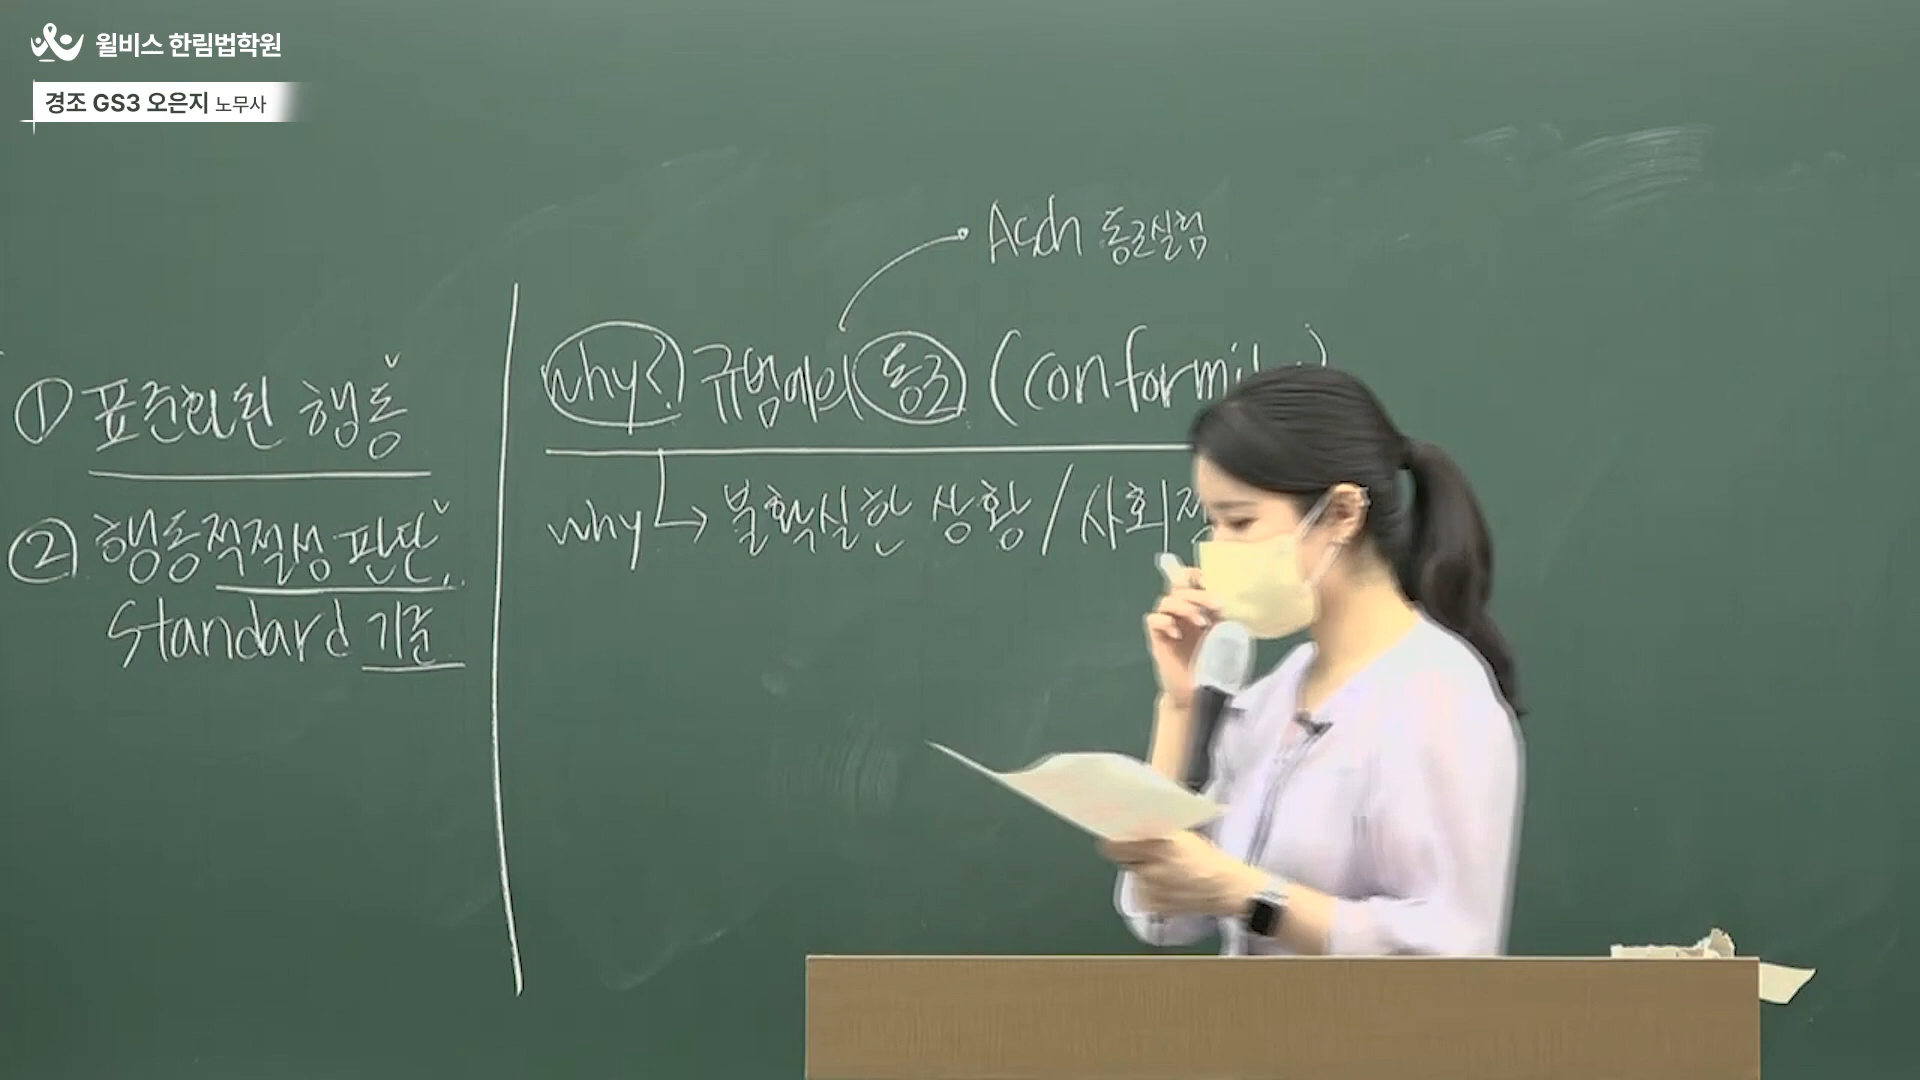 윌비스 한림법학원
경조 GS3 오은지 노무사
① 표준화된 행동
② 행동적절성 판단
Standard 기준
Asch 동조실험
why? 규범에의 동조 (conformi
why → 불확실한 상황 / 사회적